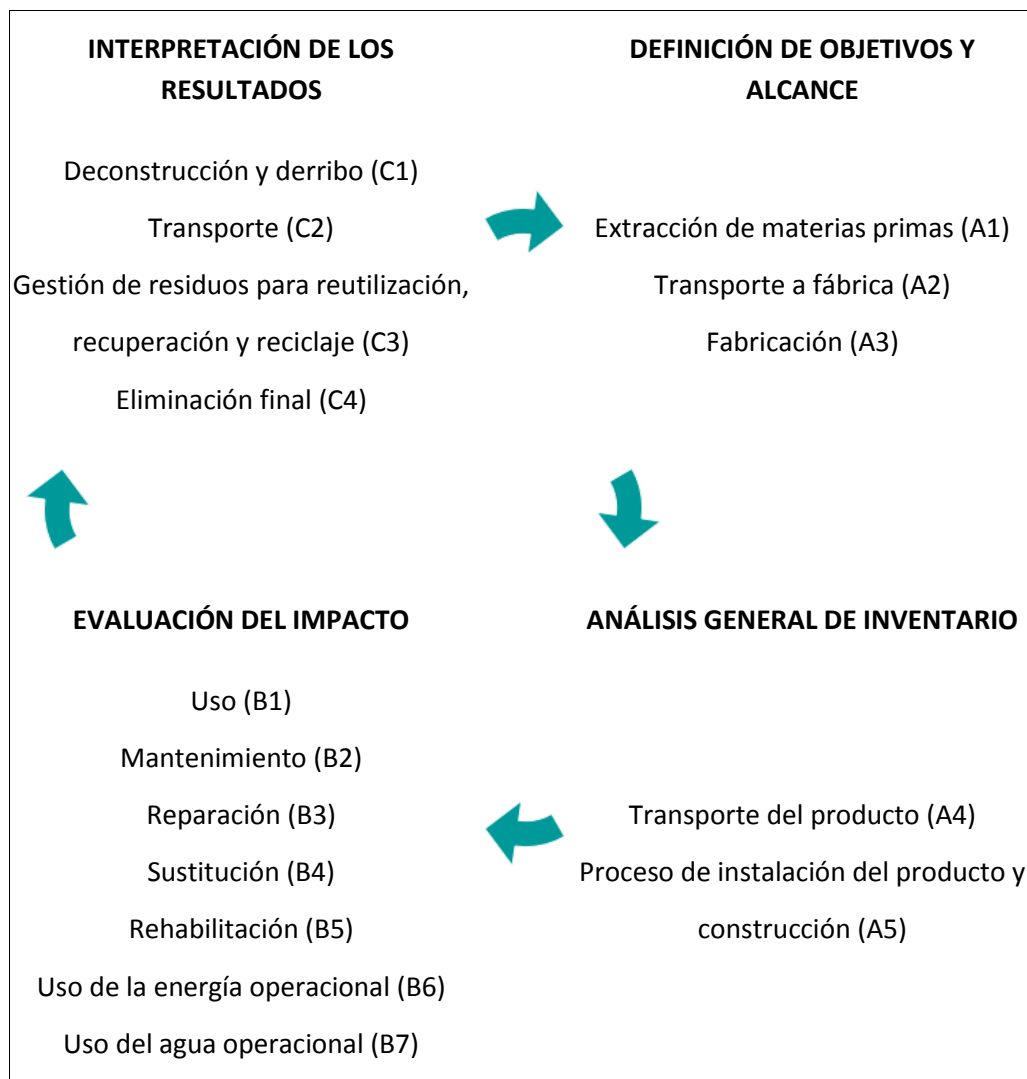 INTERPRETACIÓN DE LOS
RESULTADOS
Deconstrucción y derribo (C1)
Transporte (C2)
Gestión de residuos para reutilización,
recuperación y reciclaje (C3)
Eliminación final (C4)
DEFINICIÓN DE OBJETIVOS Y
ALCANCE
Extracción de materias primas (A1)
Transporte a fábrica (A2)
Fabricación (A3)
EVALUACIÓN DEL IMPACTO
Uso (B1)
Mantenimiento (B2)
Reparación (B3)
Sustitución (B4)
Rehabilitación (B5)
Uso de la energía operacional (B6)
Uso del agua operacional (B7)
ANÁLISIS GENERAL DE INVENTARIO
Transporte del producto (A4)
Proceso de instalación del producto y
construcción (A5)